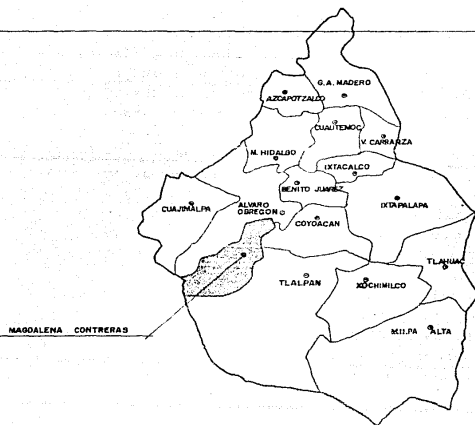 G. A. MADERO
AZCAPOTZALCO
CUAUTEMOC
V. CARRANZA
M. HIDALGO
IXTACALCO
BENITO JUAREZ
IXTAPALAPA
CUAJIMALPA
ALVARO
OBREGON
COYOACAN
TLAHUAC
TLALPAN
XOCHIMILCO
MAGDALENA CONTRERAS
MILPA ALTA